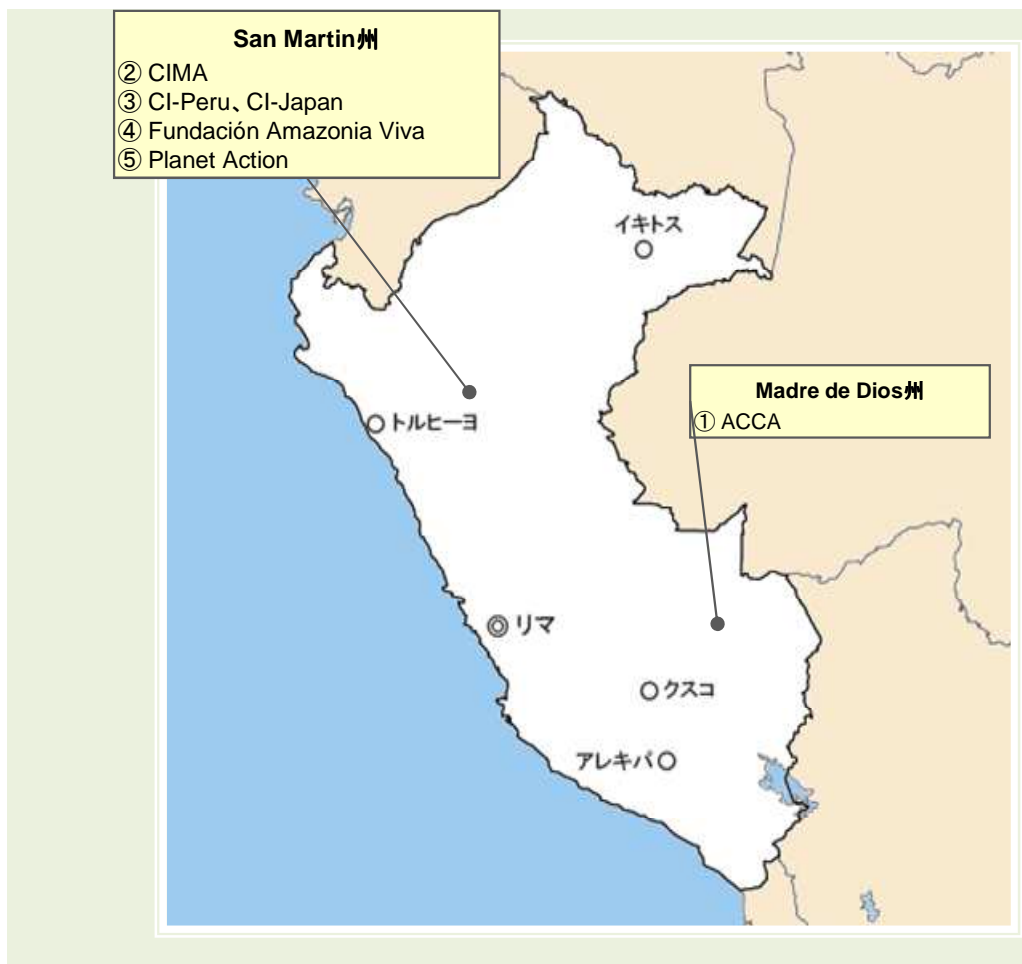 San Martin州
② CIMA
③ CI-Peru、CI-Japan
④ Fundación Amazonia Viva
⑤ Planet Action
イキトス
Madre de Dios州
① ACCA
トルヒーヨ
リマ
クスコ
アレキパ